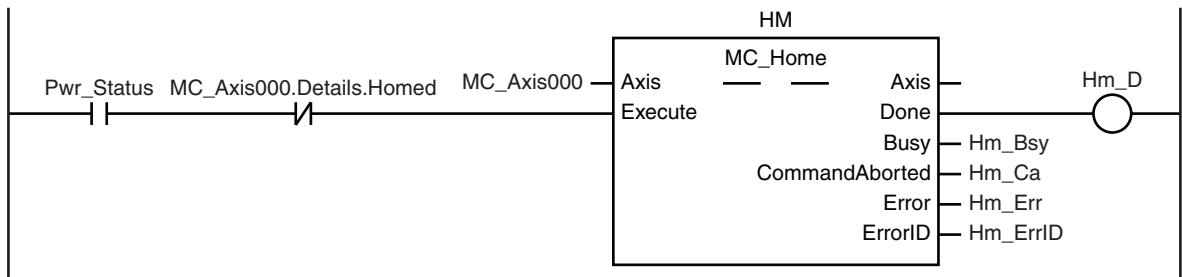 HM
MC_Home
Pwr_Status MC_Axis000.Details.Homed MC_Axis000 Axis Axis Hm_D
Execute Done
Busy Hm_Bsy
CommandAborted Hm_Ca
Error Hm_Err
ErrorID Hm_ErrID